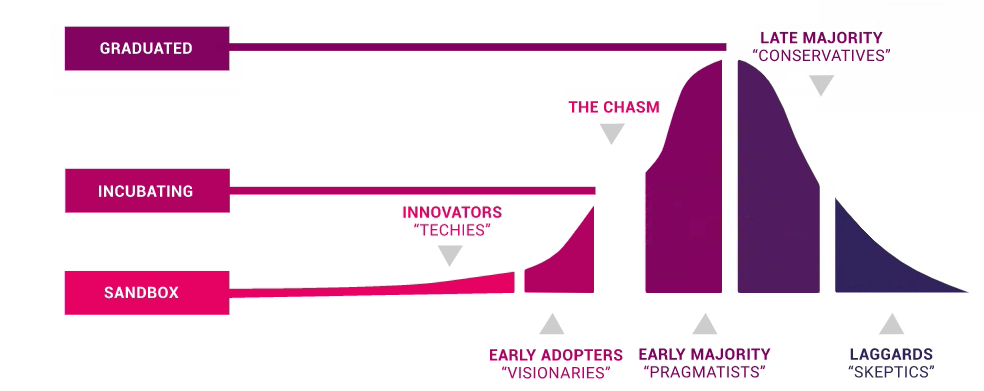 GRADUATED
LATE MAJORITY
“CONSERVATIVES”
THE CHASM
INCUBATING
INNOVATORS
“TECHIES”
SANDBOX
EARLY ADOPTERS
“VISIONARIES”
EARLY MAJORITY
“PRAGMATISTS”
LAGGARDS
“SKEPTICS”